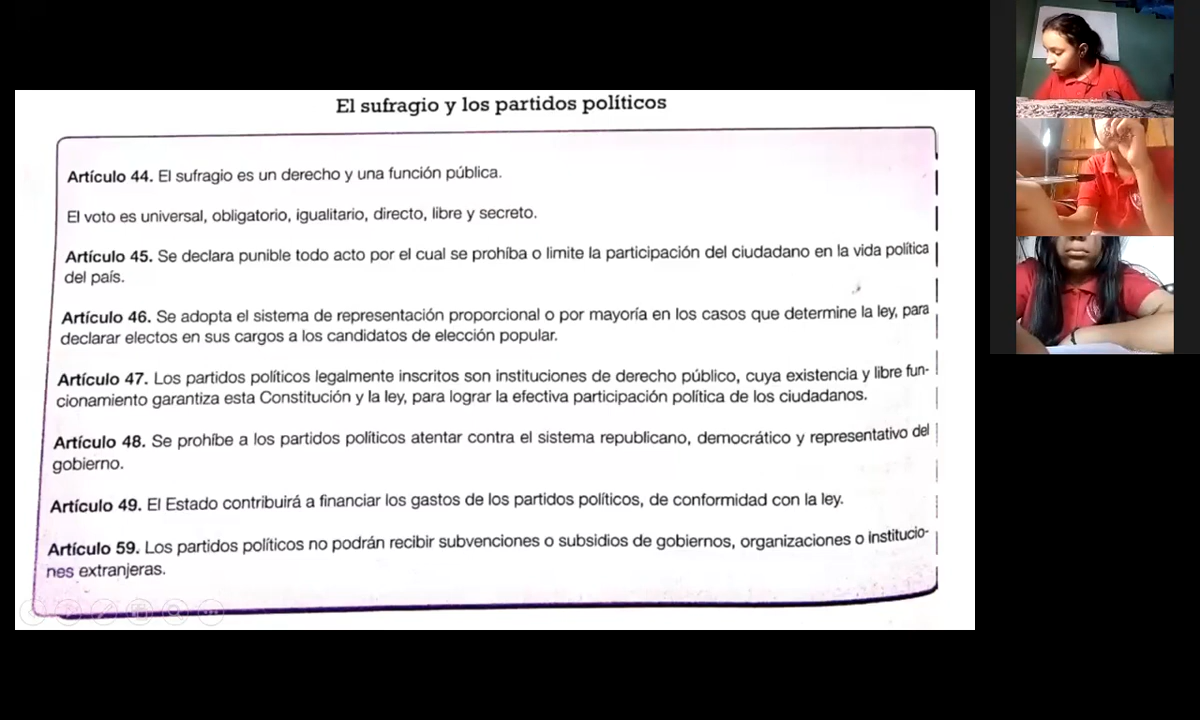 El sufragio y los partidos políticos
Artículo 44. El sufragio es un derecho y una función pública.
El voto es universal, obligatorio, igualitario, directo, libre y secreto.
Artículo 45. Se declara punible todo acto por el cual se prohíba o limite la participación del ciudadano en la vida política
del país.
Artículo 46. Se adopta el sistema de representación proporcional o por mayoría en los casos que determine la ley, para
declarar electos en sus cargos a los candidatos de elección popular.
Artículo 47. Los partidos políticos legalmente inscritos son instituciones de derecho público, cuya existencia y libre fun-
cionamiento garantiza esta Constitución y la ley, para lograr la efectiva participación política de los ciudadanos.
Artículo 48. Se prohíbe a los partidos políticos atentar contra el sistema republicano, democrático y representativo del
gobierno.
Artículo 49. El Estado contribuirá a financiar los gastos de los partidos políticos, de conformidad con la ley.
Artículo 59. Los partidos políticos no podrán recibir subvenciones o subsidios de gobiernos, organizaciones o institucio-
nes extranjeras.